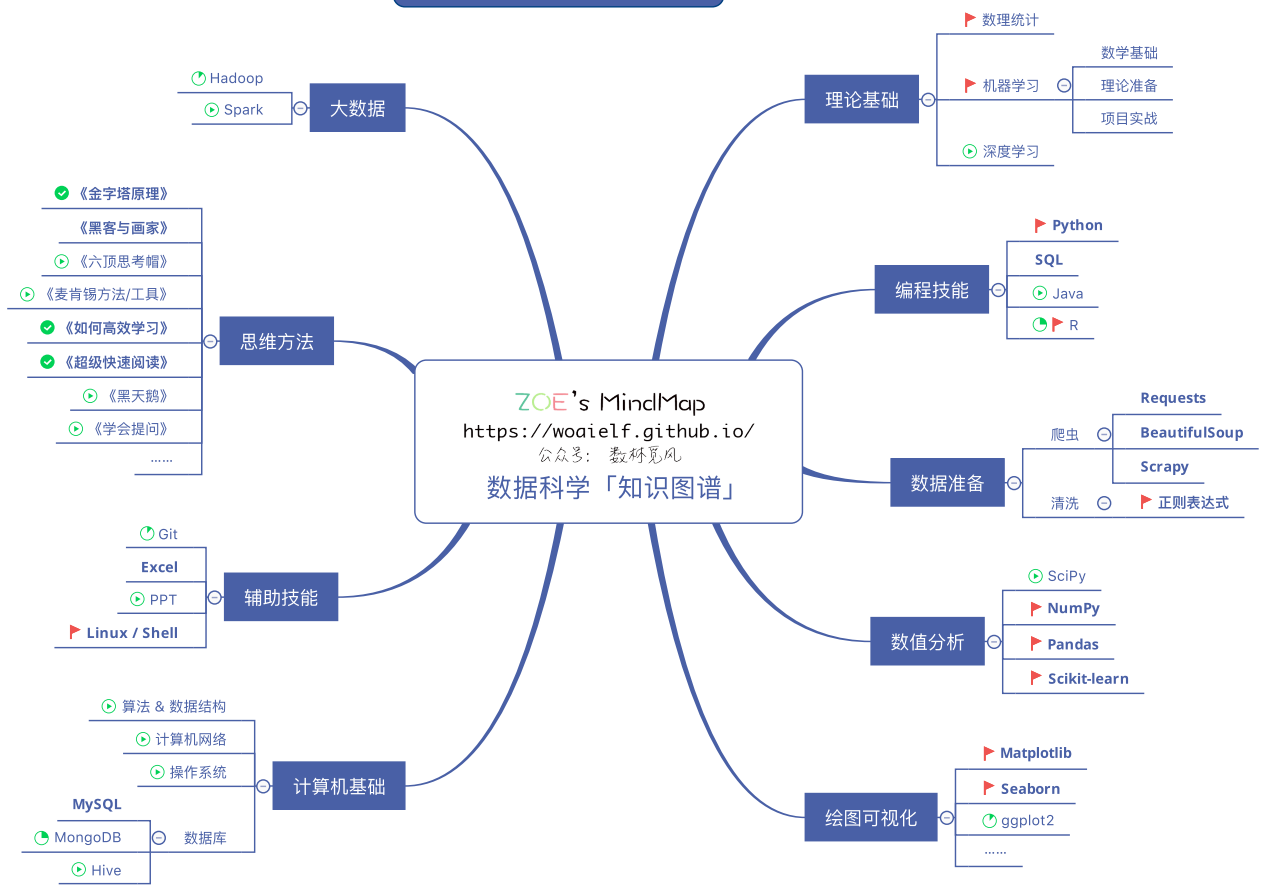 ZOE's MindMap
https://woaielf.github.io/
公众号: 数林觅风
数据科学「知识图谱」
理论基础
数理统计
机器学习
数学基础
理论准备
项目实战
深度学习
编程技能
Python
SQL
Java
R
数据准备
爬虫
Requests
BeautifulSoup
Scrapy
清洗
正则表达式
数值分析
SciPy
NumPy
Pandas
Scikit-learn
绘图可视化
Matplotlib
Seaborn
ggplot2
……
大数据
Hadoop
Spark
思维方法
《金字塔原理》
《黑客与画家》
《六顶思考帽》
《麦肯锡方法/工具》
《如何高效学习》
《超级快速阅读》
《黑天鹅》
《学会提问》
……
辅助技能
Git
Excel
PPT
Linux / Shell
计算机基础
算法 & 数据结构
计算机网络
操作系统
数据库
MySQL
MongoDB
Hive